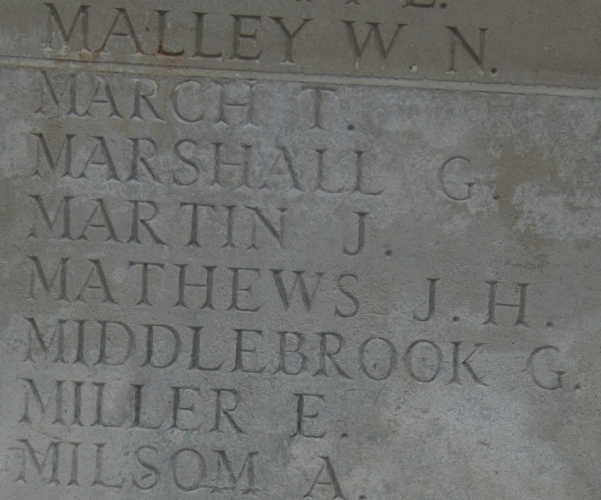 MALLEY W. N.
MARCH T.
MARSHALL G.
MARTIN J.
MATHEWS J. H.
MIDDLEBROOK G.
MILLER E.
MILSOM A.